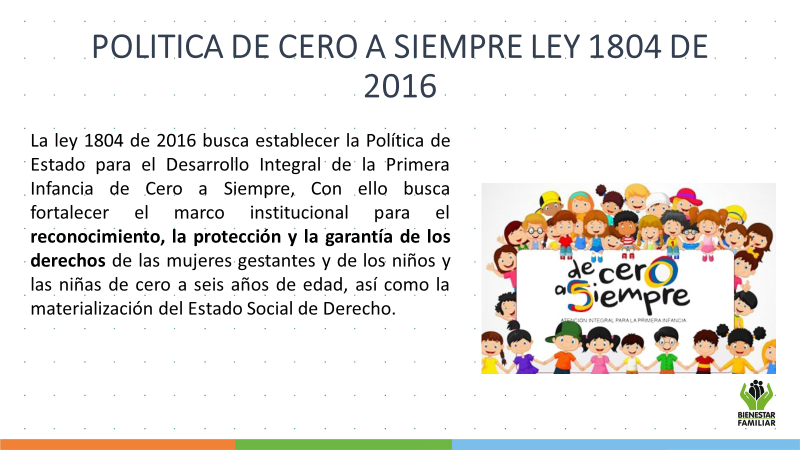 POLITICA DE CERO A SIEMPRE LEY 1804 DE
2016
La ley 1804 de 2016 busca establecer la Política de
Estado para el Desarrollo Integral de la Primera
Infancia de Cero a Siempre, Con ello busca
fortalecer el marco institucional para el
reconocimiento, la protección y la garantía de los
derechos de las mujeres gestantes y de los niños y
las niñas de cero a seis años de edad, así como la
materialización del Estado Social de Derecho.
de cerO
a Siempre
ATENCIÓN INTEGRAL PARA LA PRIMERA INFANCIA
BIENESTAR
FAMILIAR